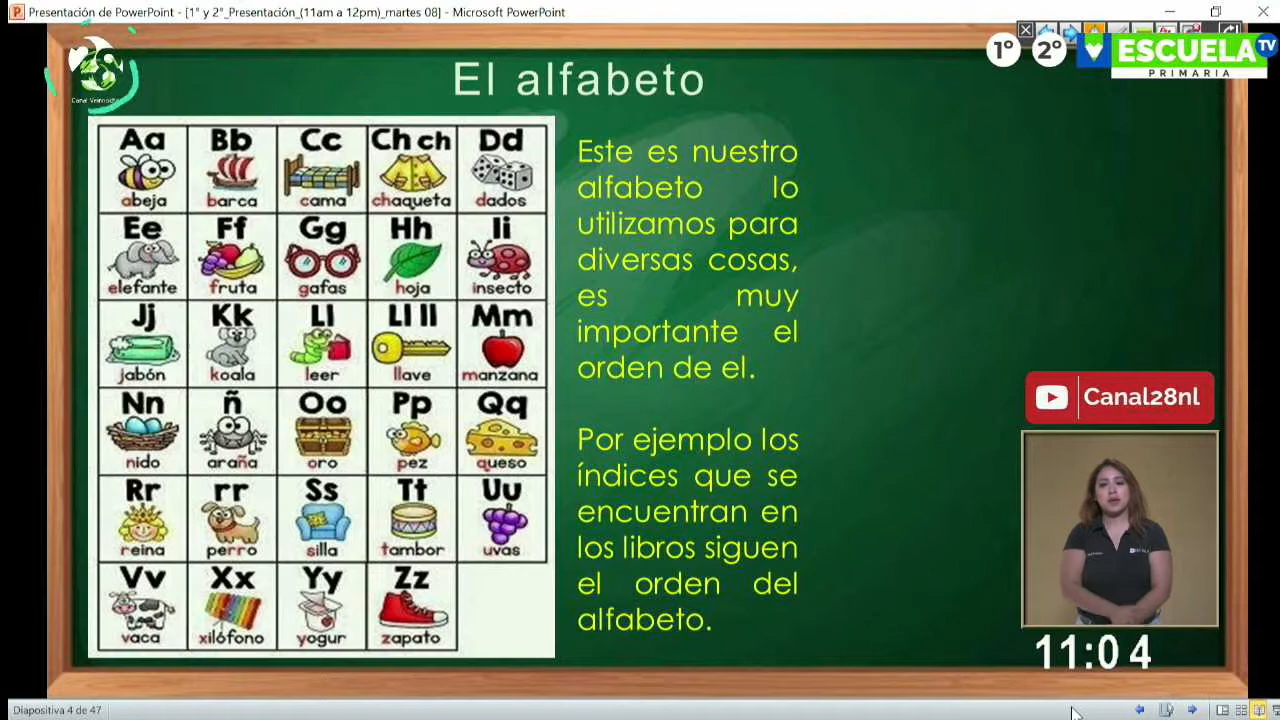 Presentación de PowerPoint - [1° y 2°_Presentación_(11am a 12pm)_martes 08] - Microsoft PowerPoint
1° 2° ESCUELA TV
PRIMARIA
El alfabeto
Aa Bb Cc Ch ch Dd
abeja barca cama chaqueta dados
Ee Ff Gg Hh Ii
elefante fruta gafas hoja insecto
Jj Kk Ll Ll ll Mm
jabón koala leer llave manzana
Nn ñ Oo Pp Qq
nido araña oro pez queso
Rr rr Ss Tt Uu
reina perro silla tambor uvas
Vv Xx Yy Zz
vaca xilófono yogur zapato
Este es nuestro
alfabeto lo
utilizamos para
diversas cosas,
es muy
importante el
orden de el.
Por ejemplo los
índices que se
encuentran en
los libros siguen
el orden del
alfabeto.
Canal28nl
11:04
Diapositiva 4 de 47